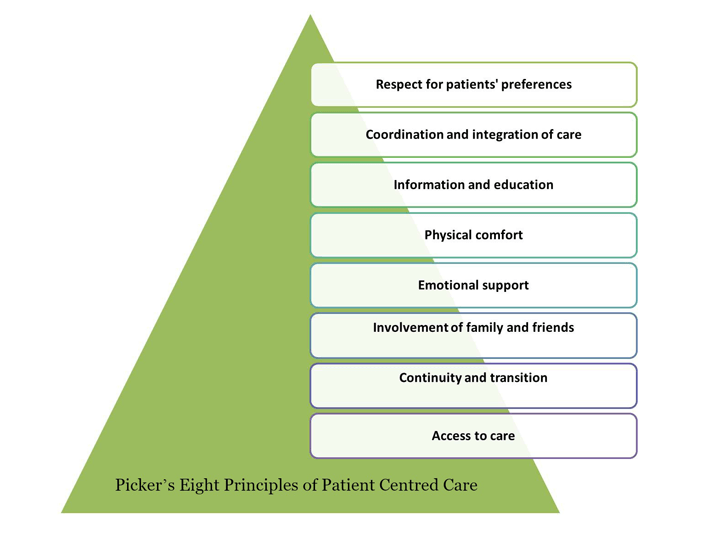 Respect for patients' preferences
Coordination and integration of care
Information and education
Physical comfort
Emotional support
Involvement of family and friends
Continuity and transition
Access to care
Picker’s Eight Principles of Patient Centred Care